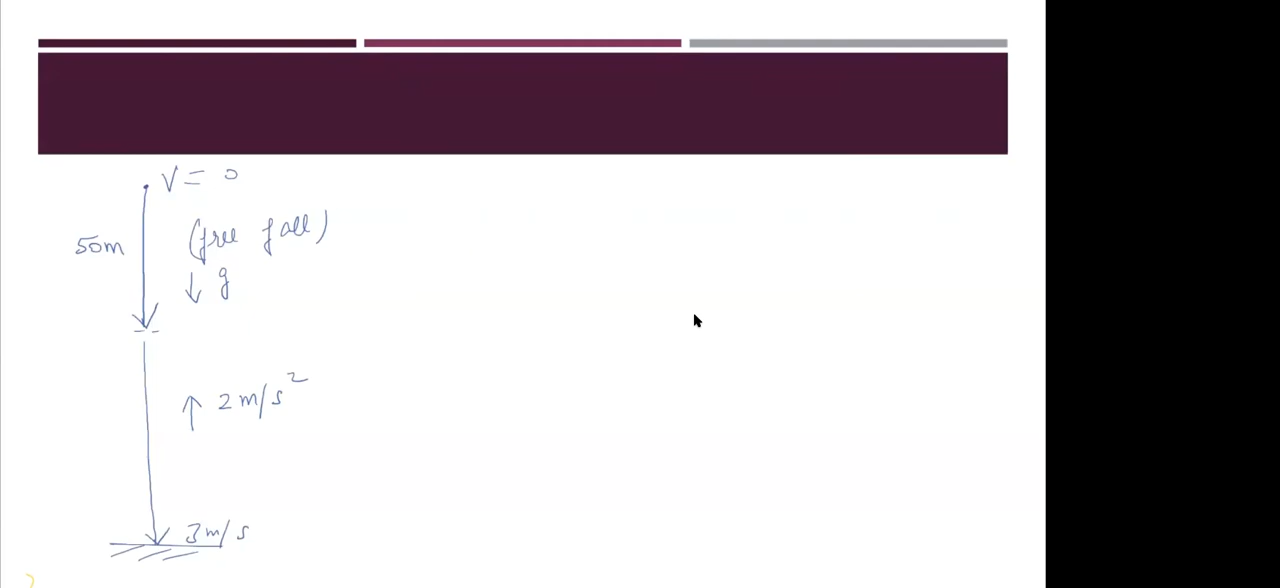 V = 0
50m
(free fall)
↓ g
↑ 2 m/s²
3 m/s